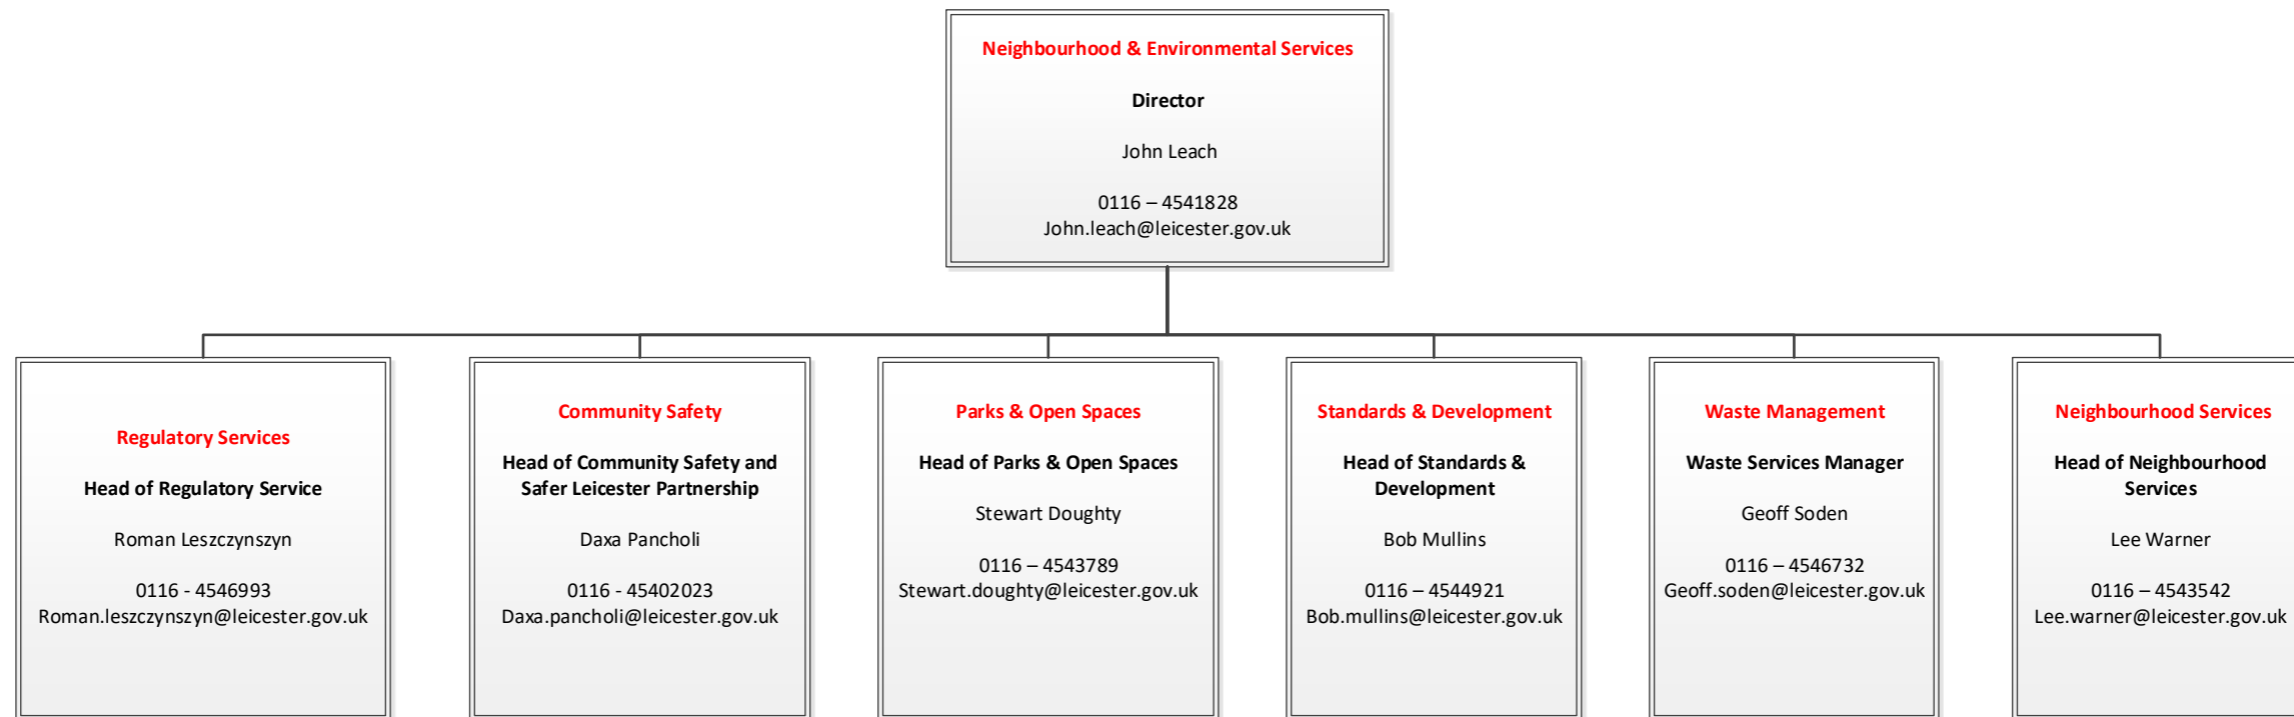 Neighbourhood & Environmental Services
Director
John Leach
0116 – 4541828
John.leach@leicester.gov.uk
Regulatory Services
Head of Regulatory Service
Roman Leszczynszyn
0116 - 4546993
Roman.leszczynszyn@leicester.gov.uk
Community Safety
Head of Community Safety and
Safer Leicester Partnership
Daxa Pancholi
0116 - 45402023
Daxa.pancholi@leicester.gov.uk
Parks & Open Spaces
Head of Parks & Open Spaces
Stewart Doughty
0116 – 4543789
Stewart.doughty@leicester.gov.uk
Standards & Development
Head of Standards &
Development
Bob Mullins
0116 – 4544921
Bob.mullins@leicester.gov.uk
Waste Management
Waste Services Manager
Geoff Soden
0116 – 4546732
Geoff.soden@leicester.gov.uk
Neighbourhood Services
Head of Neighbourhood
Services
Lee Warner
0116 – 4543542
Lee.warner@leicester.gov.uk